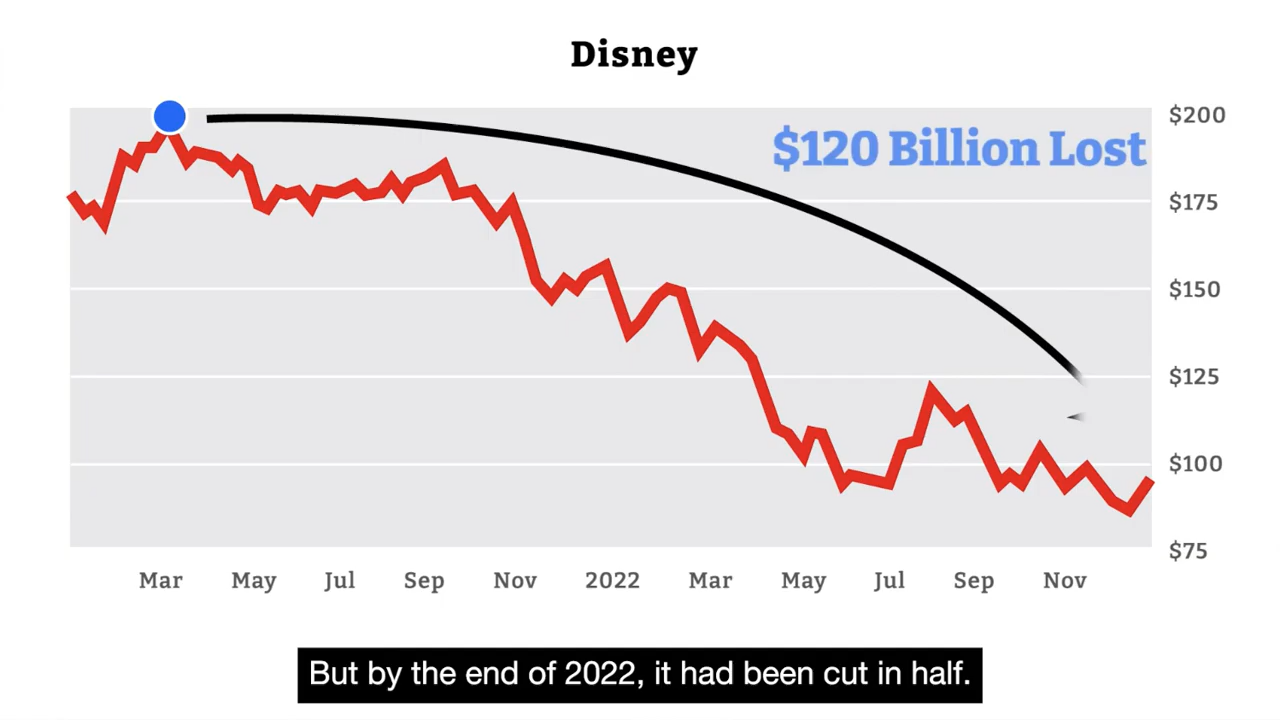 Disney
$120 Billion Lost
$200
$175
$150
$125
$100
$75
Mar May Jul Sep Nov 2022 Mar May Jul Sep Nov
But by the end of 2022, it had been cut in half.